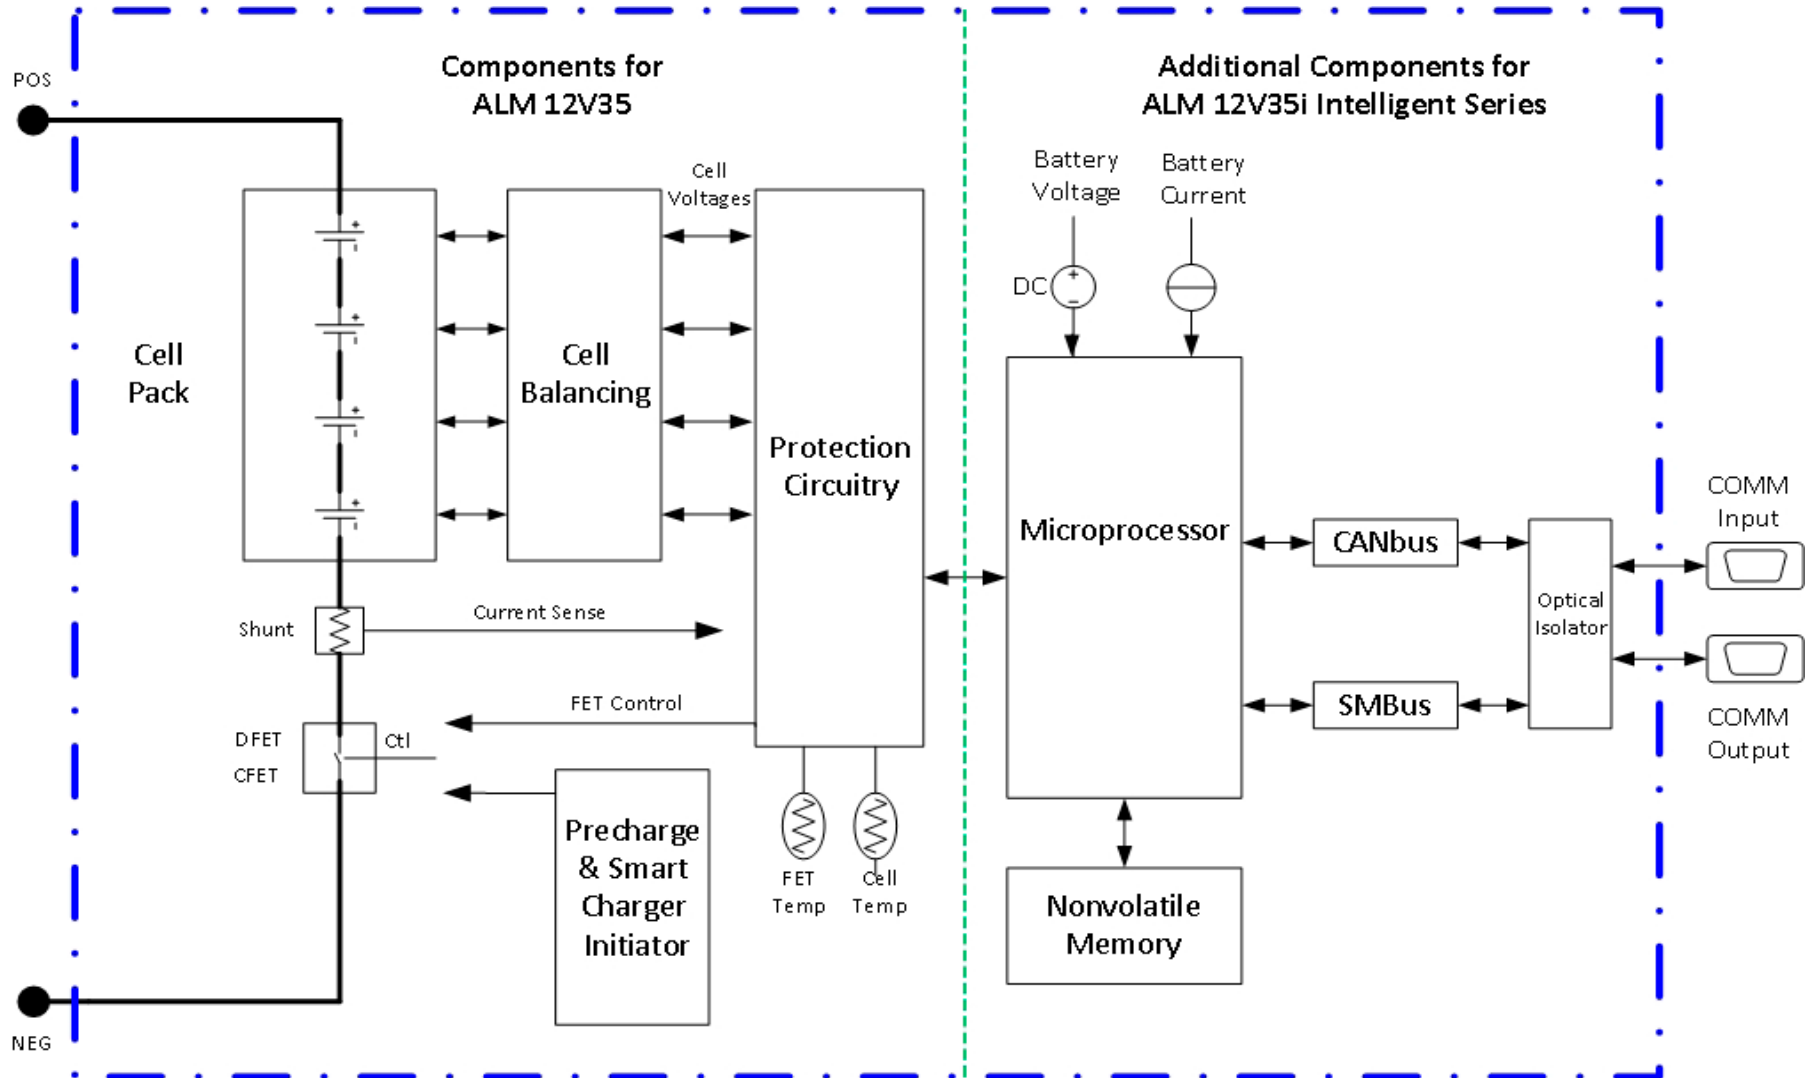 Components for
ALM 12V35
Additional Components for
ALM 12V35i Intelligent Series
POS
Cell
Voltages
Battery
Voltage
Battery
Current
DC
+
−
+
-
+
-
+
-
+
-
Cell
Pack
Cell
Balancing
Protection
Circuitry
Microprocessor
CANbus
SMBus
Optical
Isolator
COMM
Input
COMM
Output
Shunt
Current Sense
FET Control
DFET
CFET
Ctl
Precharge
& Smart
Charger
Initiator
FET
Temp
Cell
Temp
Nonvolatile
Memory
NEG